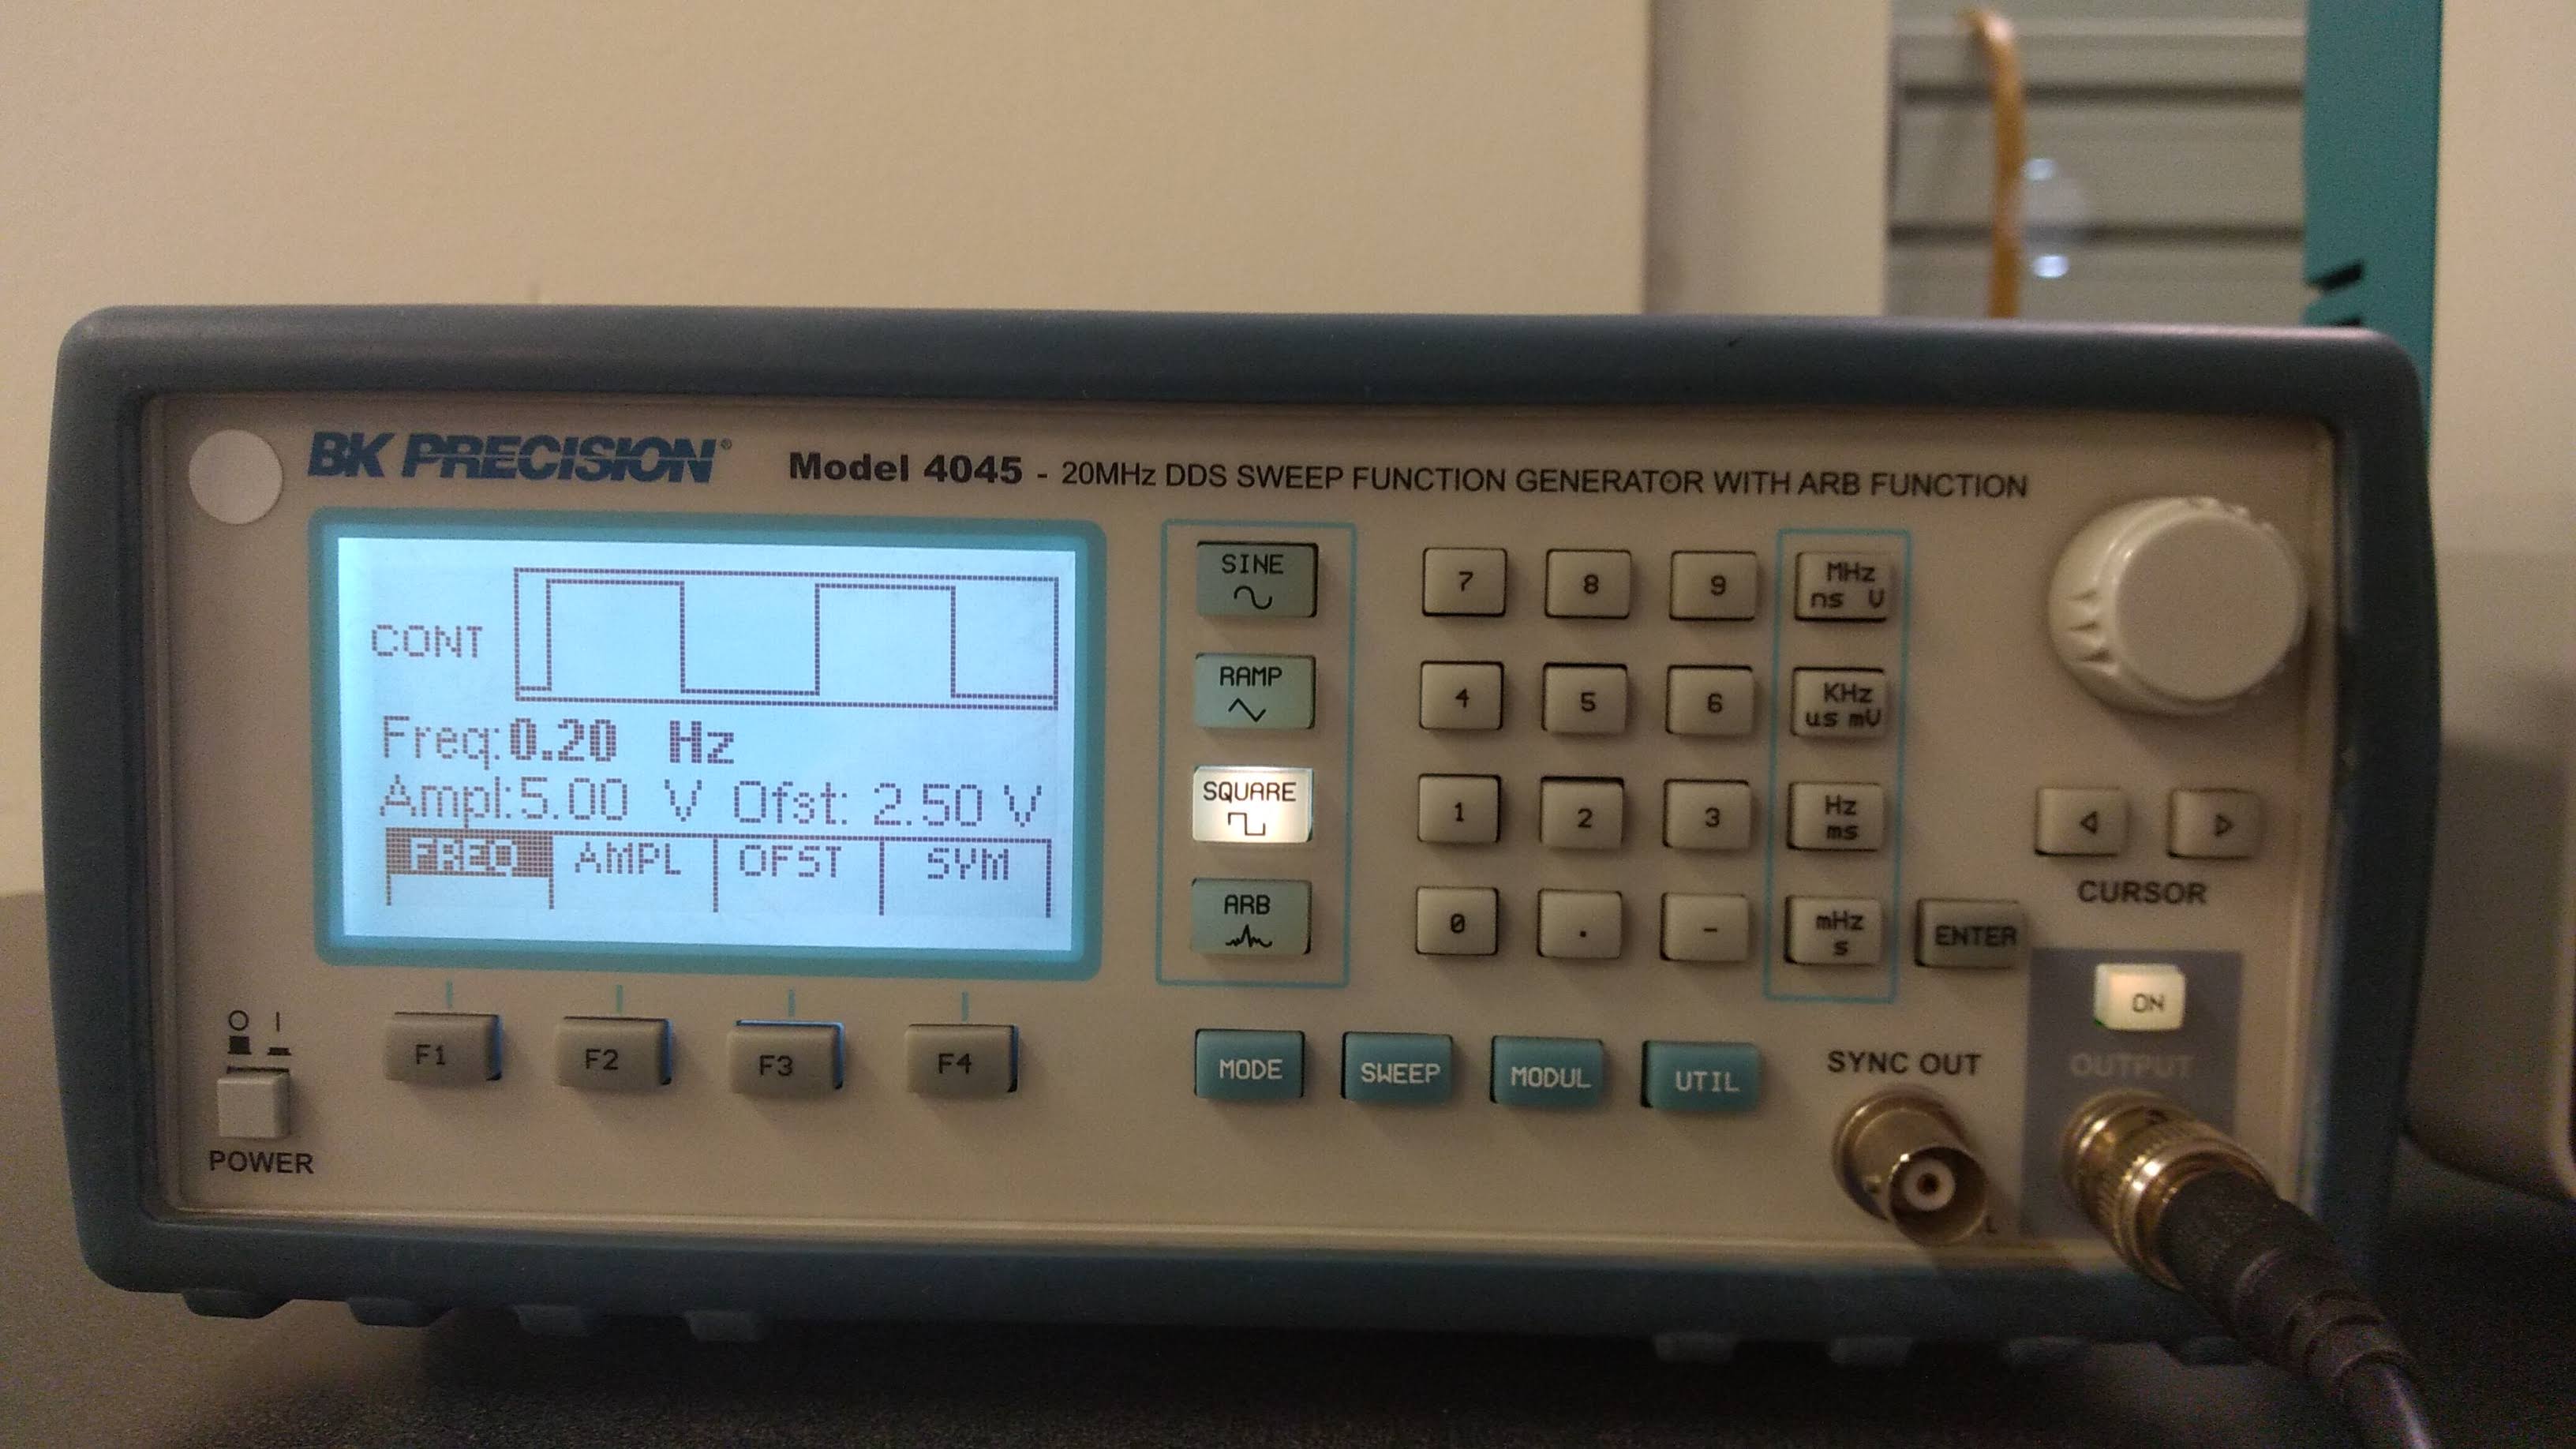 BK PRECISION®
Model 4045 - 20MHz DDS SWEEP FUNCTION GENERATOR WITH ARB FUNCTION
CONT
Freq:0.20 Hz
Ampl:5.00 V Ofst: 2.50 V
FREQ AMPL OFST SYM
F1 F2 F3 F4
O I
POWER
SINE
RAMP
SQUARE
ARB
7 8 9
4 5 6
1 2 3
0 . -
MHz
ns V
KHz
us mV
Hz
ms
mHz
s
ENTER
CURSOR
MODE SWEEP MODUL UTIL
SYNC OUT
ON
OUTPUT